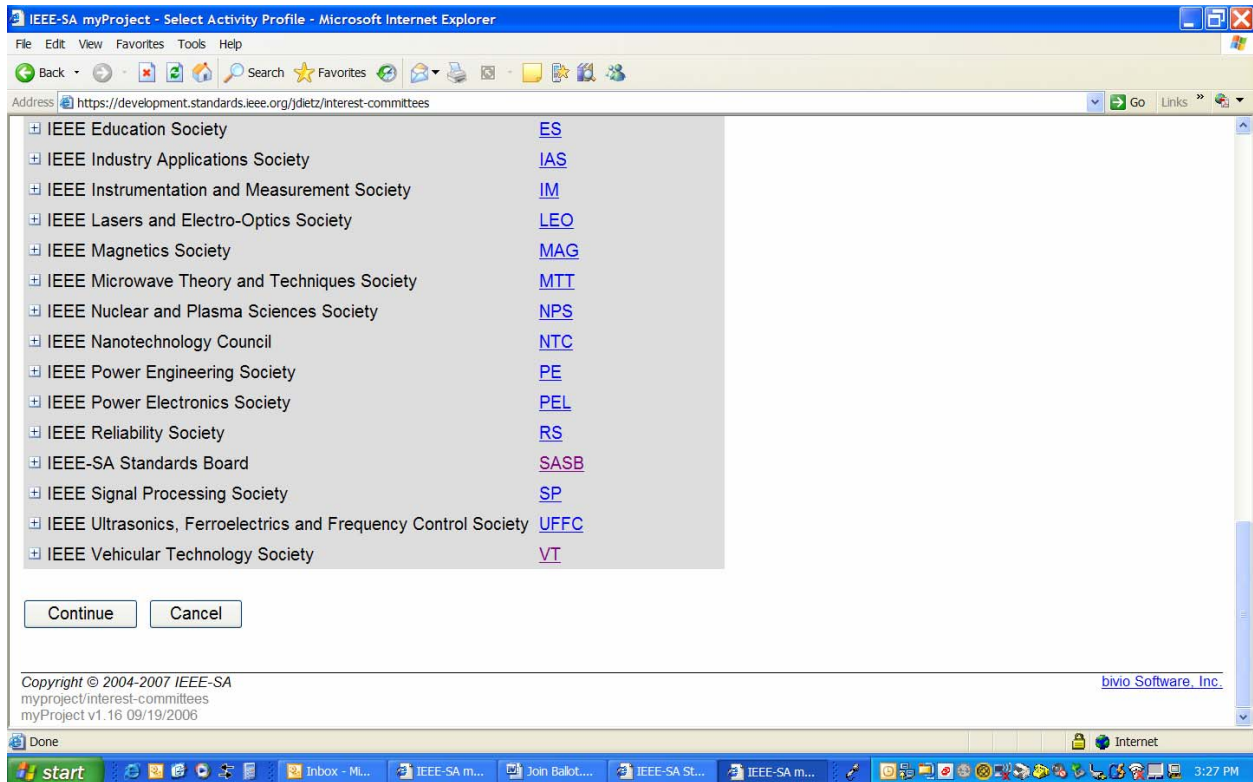 IEEE-SA myProject - Select Activity Profile - Microsoft Internet Explorer
File Edit View Favorites Tools Help
Back Search Favorites
Address https://development.standards.ieee.org/jdietz/interest-committees Go Links »
IEEE Education Society ES
IEEE Industry Applications Society IAS
IEEE Instrumentation and Measurement Society IM
IEEE Lasers and Electro-Optics Society LEO
IEEE Magnetics Society MAG
IEEE Microwave Theory and Techniques Society MTT
IEEE Nuclear and Plasma Sciences Society NPS
IEEE Nanotechnology Council NTC
IEEE Power Engineering Society PE
IEEE Power Electronics Society PEL
IEEE Reliability Society RS
IEEE-SA Standards Board SASB
IEEE Signal Processing Society SP
IEEE Ultrasonics, Ferroelectrics and Frequency Control Society UFFC
IEEE Vehicular Technology Society VT
Continue Cancel
Copyright © 2004-2007 IEEE-SA bivio Software, Inc.
myproject/interest-committees
myProject v1.16 09/19/2006
Done Internet
start Inbox - Mi... IEEE-SA m... Join Ballot.... IEEE-SA St... IEEE-SA m... 3:27 PM